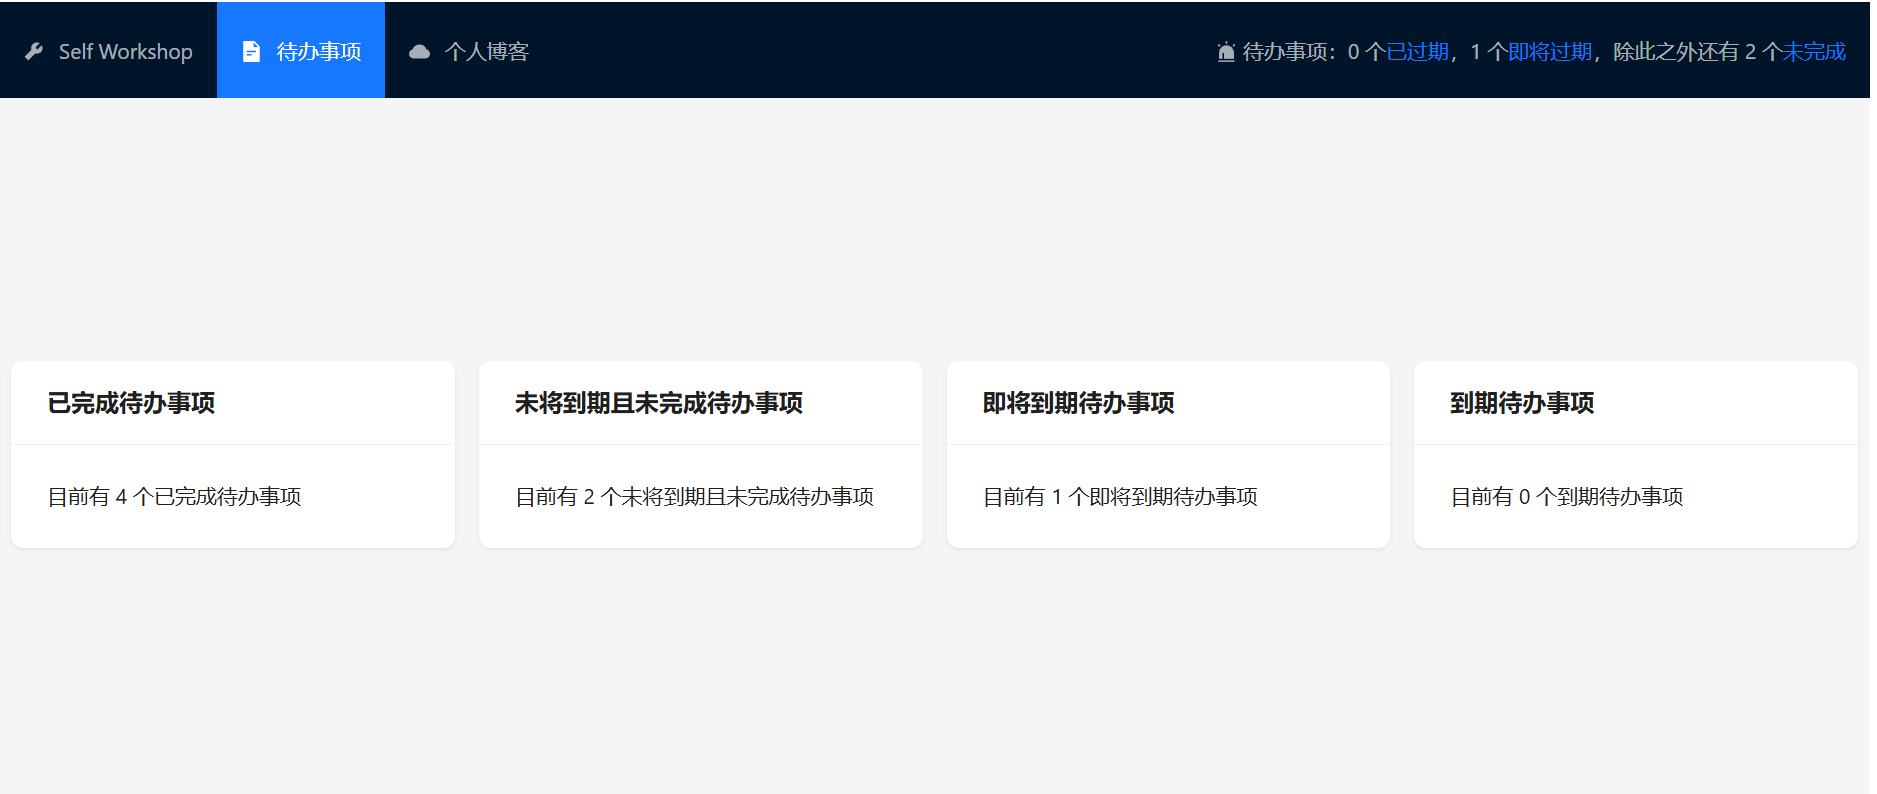 Self Workshop
待办事项
个人博客
待办事项：0 个已过期，1 个即将过期，除此之外还有 2 个未完成
已完成待办事项
目前有 4 个已完成待办事项
未将到期且未完成待办事项
目前有 2 个未将到期且未完成待办事项
即将到期待办事项
目前有 1 个即将到期待办事项
到期待办事项
目前有 0 个到期待办事项